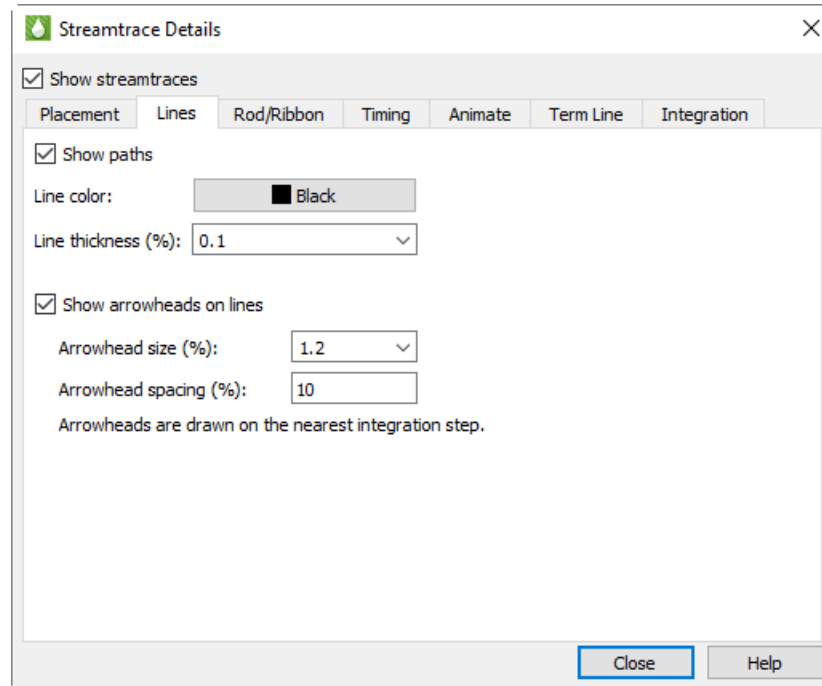 Streamtrace Details
Show streamtraces
Placement Lines Rod/Ribbon Timing Animate Term Line Integration
Show paths
Line color: Black
Line thickness (%): 0.1
Show arrowheads on lines
Arrowhead size (%): 1.2
Arrowhead spacing (%): 10
Arrowheads are drawn on the nearest integration step.
Close Help